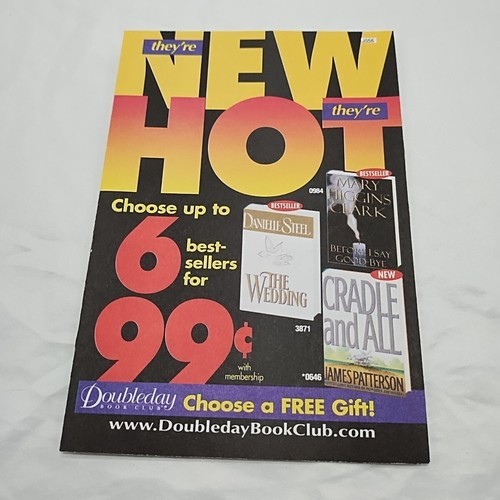 they're
NEW
they're
HOT
0984
Choose up to
6
best-
sellers
for
99¢
with
membership
BESTSELLER
DANIELLE STEEL
THE
WEDDING
3871
BESTSELLER
MARY
HIGGINS
CLARK
BEFORE I SAY
GOOD-BYE
NEW
CRADLE
and ALL
JAMES PATTERSON
*0646
Doubleday
BOOK CLUB
Choose a FREE Gift!
www.DoubledayBookClub.com